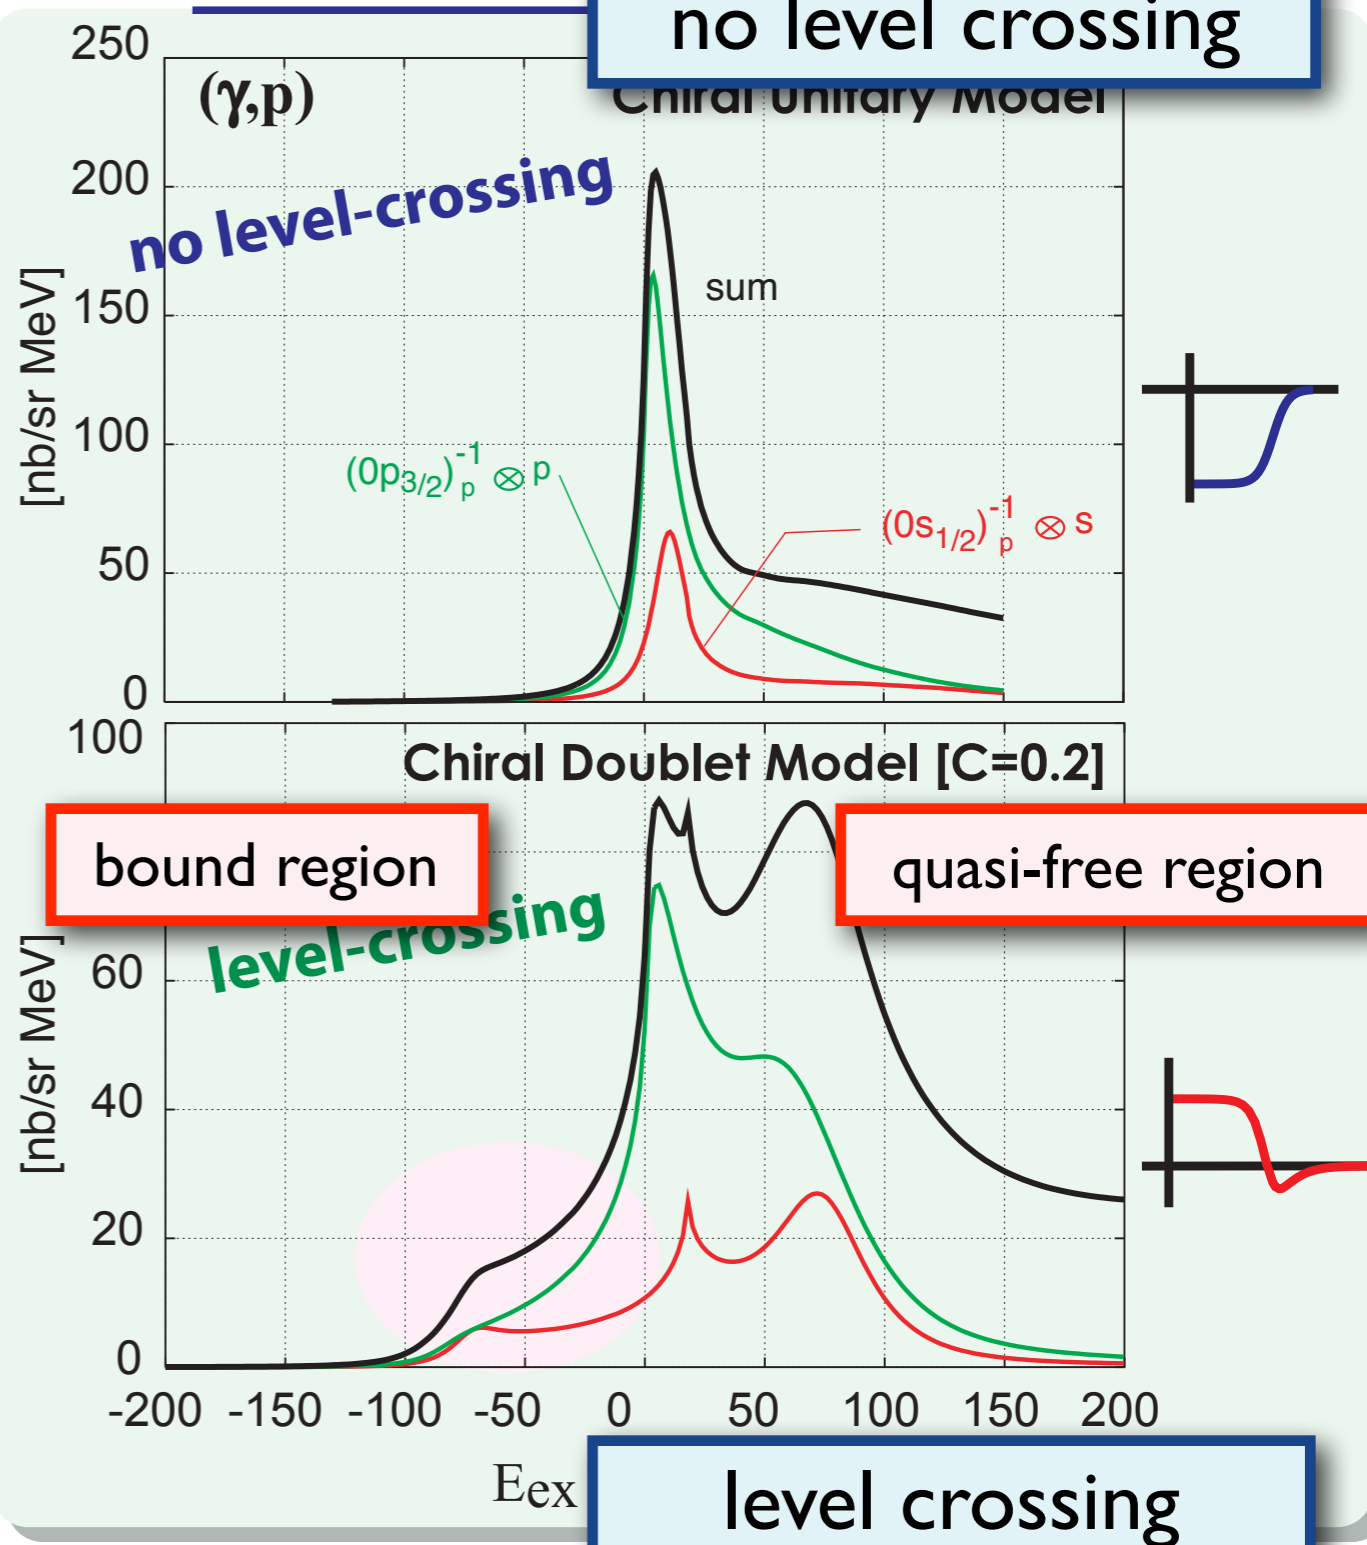 no level crossing
250
(γ,p)
Chiral Unitary Model
200
no level-crossing
sum
150
[nb/sr MeV]
100
(0p3/2)p-1 ⊗ p
(0s1/2)p-1 ⊗ s
50
0
100
Chiral Doublet Model [C=0.2]
bound region
quasi-free region
level-crossing
60
[nb/sr MeV]
40
20
0
-200 -150 -100 -50 0 50 100 150 200
Eex
level crossing